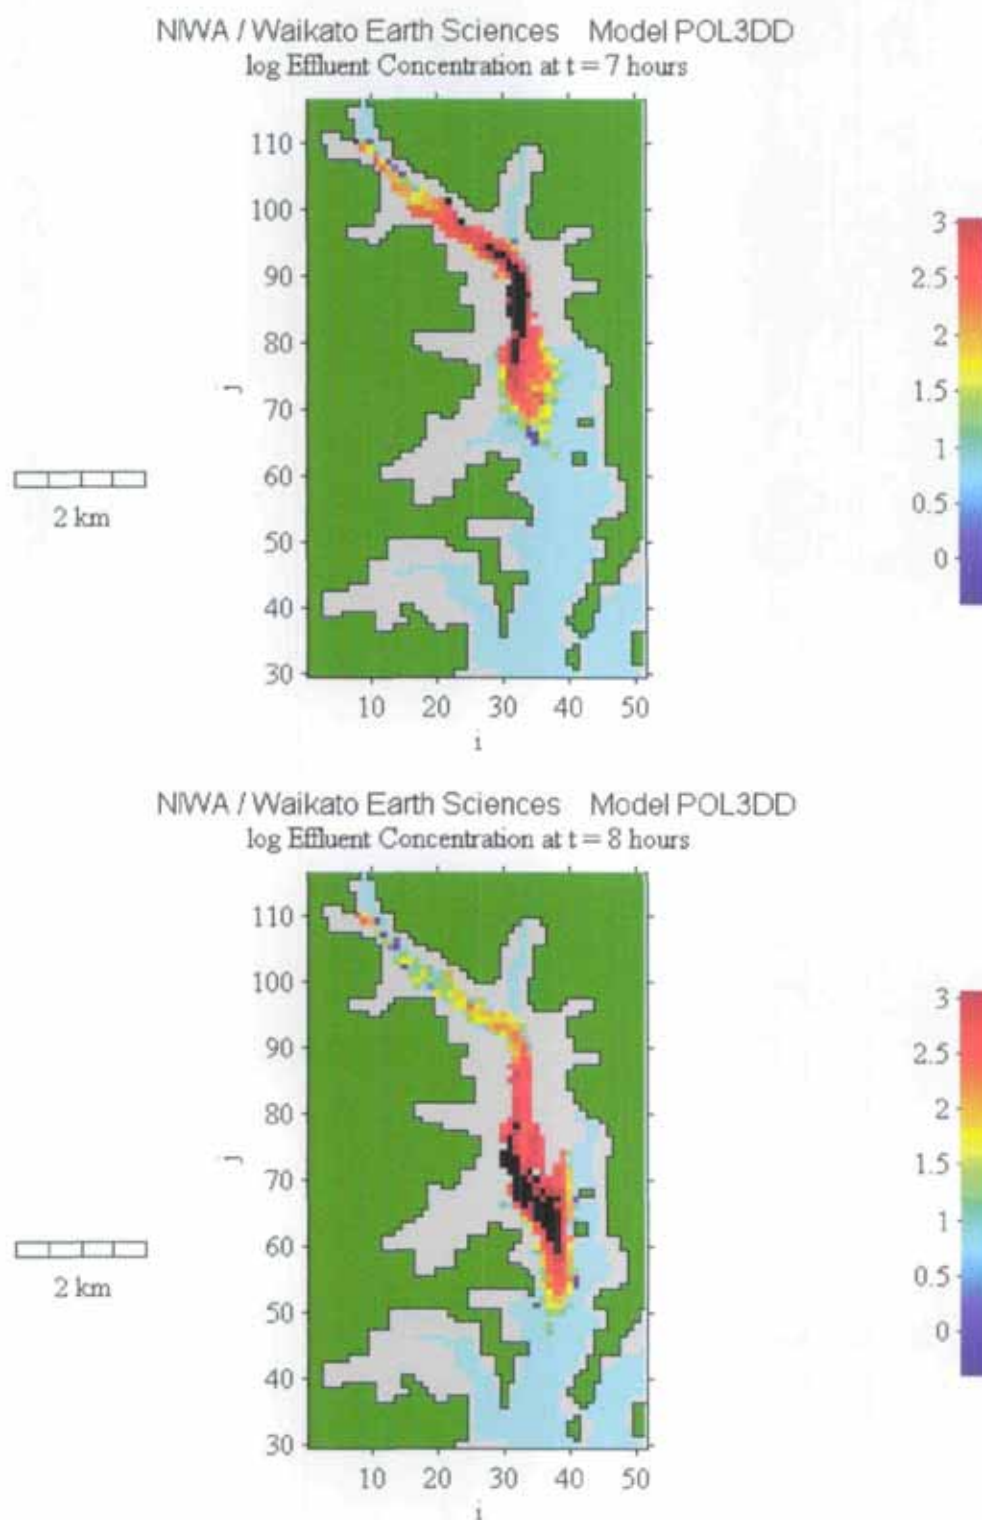 NIWA / Waikato Earth Sciences Model POL3DD
log Effluent Concentration at t = 7 hours
110
100
90
80
70
60
50
40
30
J
10 20 30 40 50
i
2 km
3
2.5
2
1.5
1
0.5
0
NIWA / Waikato Earth Sciences Model POL3DD
log Effluent Concentration at t = 8 hours
110
100
90
80
70
60
50
40
30
J
10 20 30 40 50
i
2 km
3
2.5
2
1.5
1
0.5
0